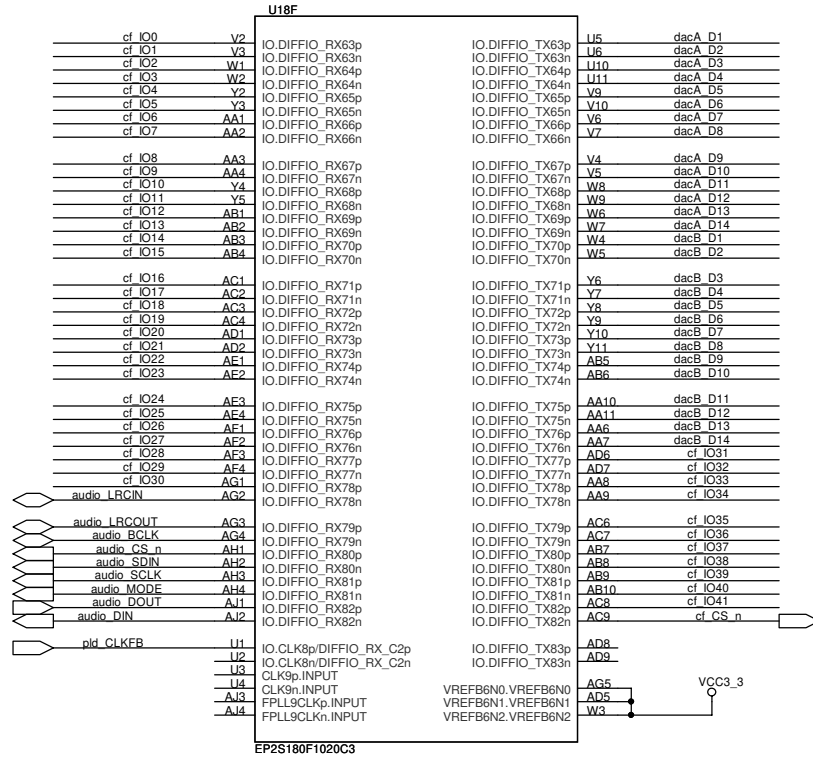 U18F
cf_IO0 V2 IO.DIFFIO_RX63p IO.DIFFIO_TX63p U5 dacA_D1
cf_IO1 V3 IO.DIFFIO_RX63n IO.DIFFIO_TX63n U6 dacA_D2
cf_IO2 W1 IO.DIFFIO_RX64p IO.DIFFIO_TX64p U10 dacA_D3
cf_IO3 W2 IO.DIFFIO_RX64n IO.DIFFIO_TX64n U11 dacA_D4
cf_IO4 Y2 IO.DIFFIO_RX65p IO.DIFFIO_TX65p V9 dacA_D5
cf_IO5 Y3 IO.DIFFIO_RX65n IO.DIFFIO_TX65n V10 dacA_D6
cf_IO6 AA1 IO.DIFFIO_RX66p IO.DIFFIO_TX66p V6 dacA_D7
cf_IO7 AA2 IO.DIFFIO_RX66n IO.DIFFIO_TX66n V7 dacA_D8
cf_IO8 AA3 IO.DIFFIO_RX67p IO.DIFFIO_TX67p V4 dacA_D9
cf_IO9 AA4 IO.DIFFIO_RX67n IO.DIFFIO_TX67n V5 dacA_D10
cf_IO10 Y4 IO.DIFFIO_RX68p IO.DIFFIO_TX68p W8 dacA_D11
cf_IO11 Y5 IO.DIFFIO_RX68n IO.DIFFIO_TX68n W9 dacA_D12
cf_IO12 AB1 IO.DIFFIO_RX69p IO.DIFFIO_TX69p W6 dacA_D13
cf_IO13 AB2 IO.DIFFIO_RX69n IO.DIFFIO_TX69n W7 dacA_D14
cf_IO14 AB3 IO.DIFFIO_RX70p IO.DIFFIO_TX70p W4 dacB_D1
cf_IO15 AB4 IO.DIFFIO_RX70n IO.DIFFIO_TX70n W5 dacB_D2
cf_IO16 AC1 IO.DIFFIO_RX71p IO.DIFFIO_TX71p Y6 dacB_D3
cf_IO17 AC2 IO.DIFFIO_RX71n IO.DIFFIO_TX71n Y7 dacB_D4
cf_IO18 AC3 IO.DIFFIO_RX72p IO.DIFFIO_TX72p Y8 dacB_D5
cf_IO19 AC4 IO.DIFFIO_RX72n IO.DIFFIO_TX72n Y9 dacB_D6
cf_IO20 AD1 IO.DIFFIO_RX73p IO.DIFFIO_TX73p Y10 dacB_D7
cf_IO21 AD2 IO.DIFFIO_RX73n IO.DIFFIO_TX73n Y11 dacB_D8
cf_IO22 AE1 IO.DIFFIO_RX74p IO.DIFFIO_TX74p AB5 dacB_D9
cf_IO23 AE2 IO.DIFFIO_RX74n IO.DIFFIO_TX74n AB6 dacB_D10
cf_IO24 AE3 IO.DIFFIO_RX75p IO.DIFFIO_TX75p AA10 dacB_D11
cf_IO25 AE4 IO.DIFFIO_RX75n IO.DIFFIO_TX75n AA11 dacB_D12
cf_IO26 AF1 IO.DIFFIO_RX76p IO.DIFFIO_TX76p AA6 dacB_D13
cf_IO27 AF2 IO.DIFFIO_RX76n IO.DIFFIO_TX76n AA7 dacB_D14
cf_IO28 AF3 IO.DIFFIO_RX77p IO.DIFFIO_TX77p AD6 cf_IO31
cf_IO29 AF4 IO.DIFFIO_RX77n IO.DIFFIO_TX77n AD7 cf_IO32
cf_IO30 AG1 IO.DIFFIO_RX78p IO.DIFFIO_TX78p AA8 cf_IO33
audio_LRCIN AG2 IO.DIFFIO_RX78n IO.DIFFIO_TX78n AA9 cf_IO34
audio_LRCOUT AG3 IO.DIFFIO_RX79p IO.DIFFIO_TX79p AC6 cf_IO35
audio_BCLK AG4 IO.DIFFIO_RX79n IO.DIFFIO_TX79n AC7 cf_IO36
audio_CS_n AH1 IO.DIFFIO_RX80p IO.DIFFIO_TX80p AB7 cf_IO37
audio_SDIN AH2 IO.DIFFIO_RX80n IO.DIFFIO_TX80n AB8 cf_IO38
audio_SCLK AH3 IO.DIFFIO_RX81p IO.DIFFIO_TX81p AB9 cf_IO39
audio_MODE AH4 IO.DIFFIO_RX81n IO.DIFFIO_TX81n AB10 cf_IO40
audio_DOUT AJ1 IO.DIFFIO_RX82p IO.DIFFIO_TX82p AC8 cf_IO41
audio_DIN AJ2 IO.DIFFIO_RX82n IO.DIFFIO_TX82n AC9 cf_CS_n
pld_CLKFB U1 IO.CLK8p/DIFFIO_RX_C2p IO.DIFFIO_TX83p AD8
U2 IO.CLK8n/DIFFIO_RX_C2n IO.DIFFIO_TX83n AD9
U3 CLK9p.INPUT
U4 CLK9n.INPUT VREFB6N0.VREFB6N0 AG5 VCC3_3
AJ3 FPLL9CLKp.INPUT VREFB6N1.VREFB6N1 AD5
AJ4 FPLL9CLKn.INPUT VREFB6N2.VREFB6N2 W3
EP2S180F1020C3